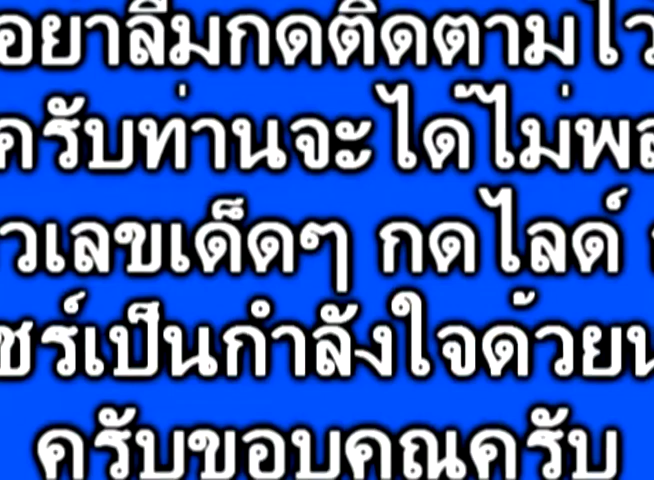 อย่าลืมกดติดตามไว
ครับท่านจะได้ไม่พล
วเลขเด็ดๆ กดไลด์
ชร์เป็นกำลังใจด้วยน
ครับขอบคุณครับ